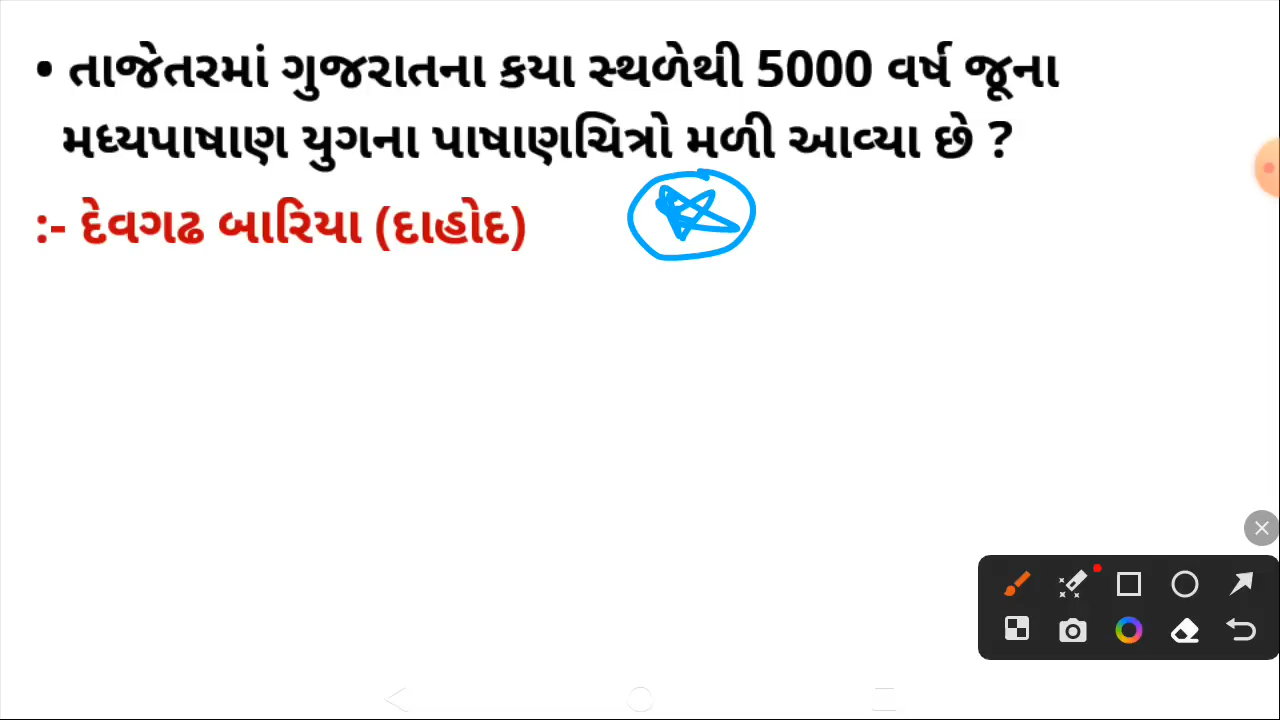 • તાજેતરમાં ગુજરાતના કયા સ્થળેથી 5000 વર્ષ જૂના
મધ્યપાષાણ યુગના પાષાણચિત્રો મળી આવ્યા છે ?
:- દેવગઢ બારિયા (દાહોદ)